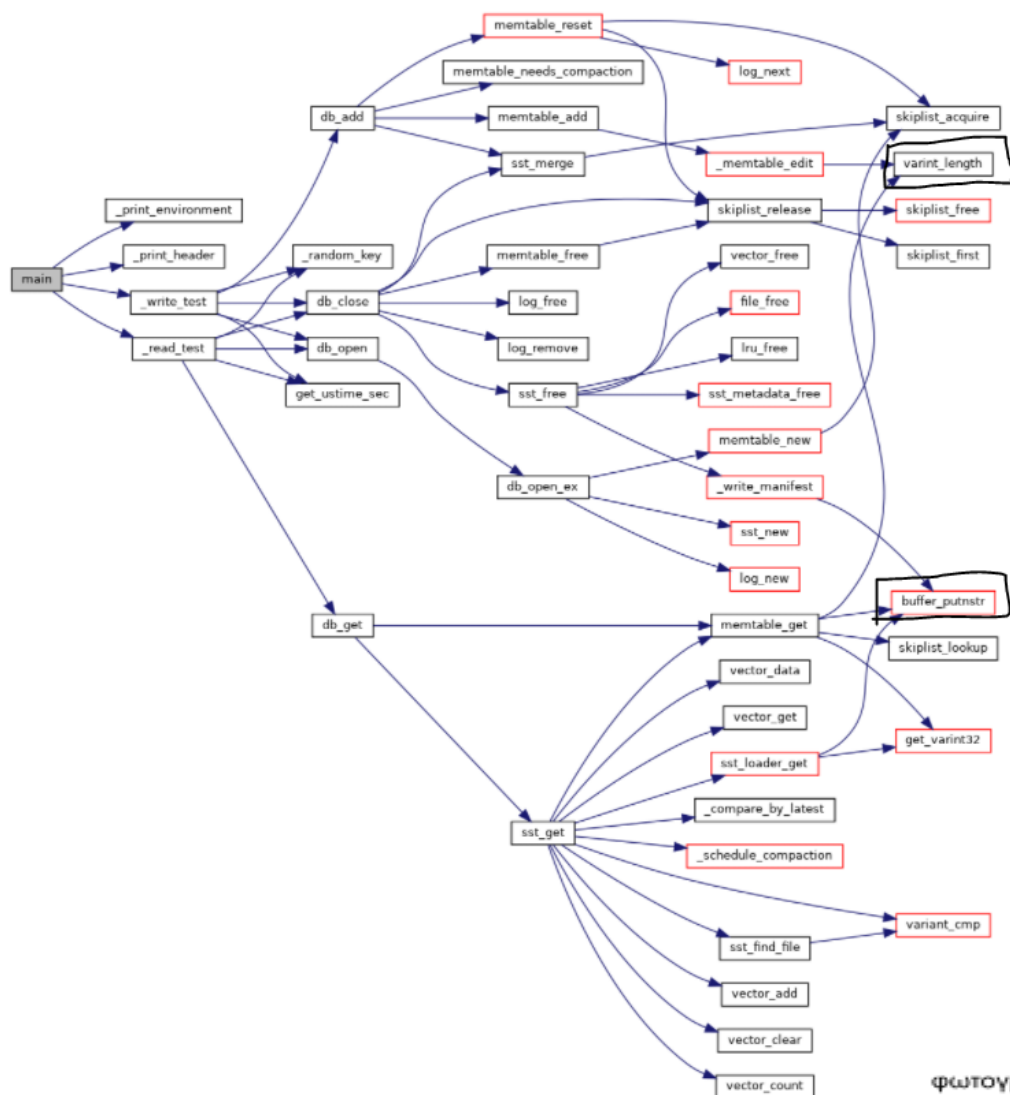 memtable_reset
memtable_needs_compaction
log_next
db_add
memtable_add
skiplist_acquire
sst_merge
_memtable_edit
varint_length
_print_environment
skiplist_release
skiplist_free
_print_header
_random_key
memtable_free
vector_free
skiplist_first
main
_write_test
db_close
log_free
file_free
_read_test
db_open
log_remove
lru_free
get_ustime_sec
sst_free
sst_metadata_free
memtable_new
db_open_ex
_write_manifest
sst_new
log_new
buffer_putnstr
db_get
memtable_get
skiplist_lookup
vector_data
vector_get
get_varint32
sst_loader_get
_compare_by_latest
sst_get
_schedule_compaction
variant_cmp
sst_find_file
vector_add
vector_clear
vector_count